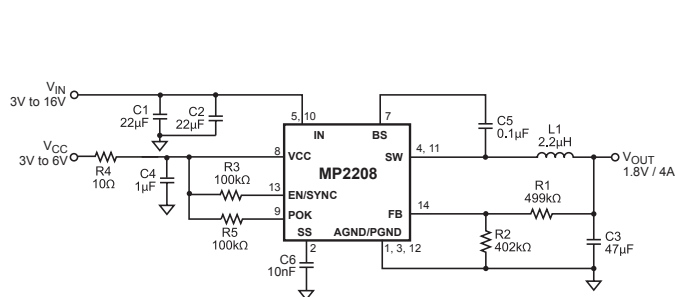 VIN
3V to 16V
C1
22µF
C2
22µF
5, 10
IN
7
BS
C5
0.1µF
VCC
3V to 6V
R4
10Ω
C4
1µF
8
VCC
MP2208
SW
4, 11
L1
2.2µH
VOUT
1.8V / 4A
R3
100kΩ
13
EN/SYNC
R1
499kΩ
R5
100kΩ
9
POK
FB
14
R2
402kΩ
C3
47µF
SS
AGND/PGND
2
1, 3, 12
C6
10nF